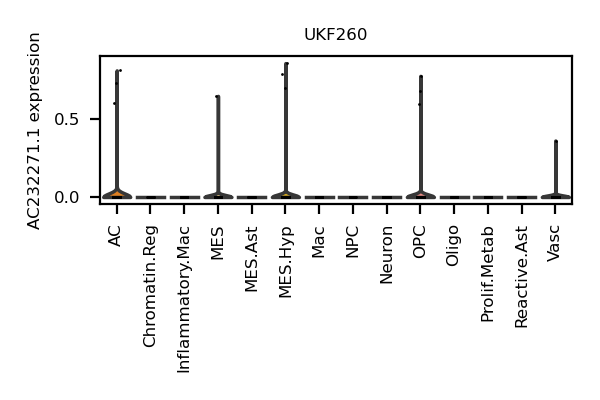 UKF260
AC232271.1 expression
0.5
0.0
AC
Chromatin.Reg
Inflammatory.Mac
MES
MES.Ast
MES.Hyp
Mac
NPC
Neuron
OPC
Oligo
Prolif.Metab
Reactive.Ast
Vasc